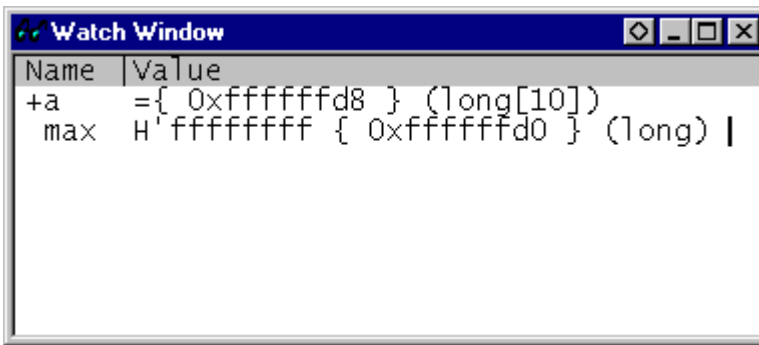 Watch Window
Name Value
+a ={ 0xffffffd8 } (long[10])
max H'ffffffff { 0xffffffd0 } (long)